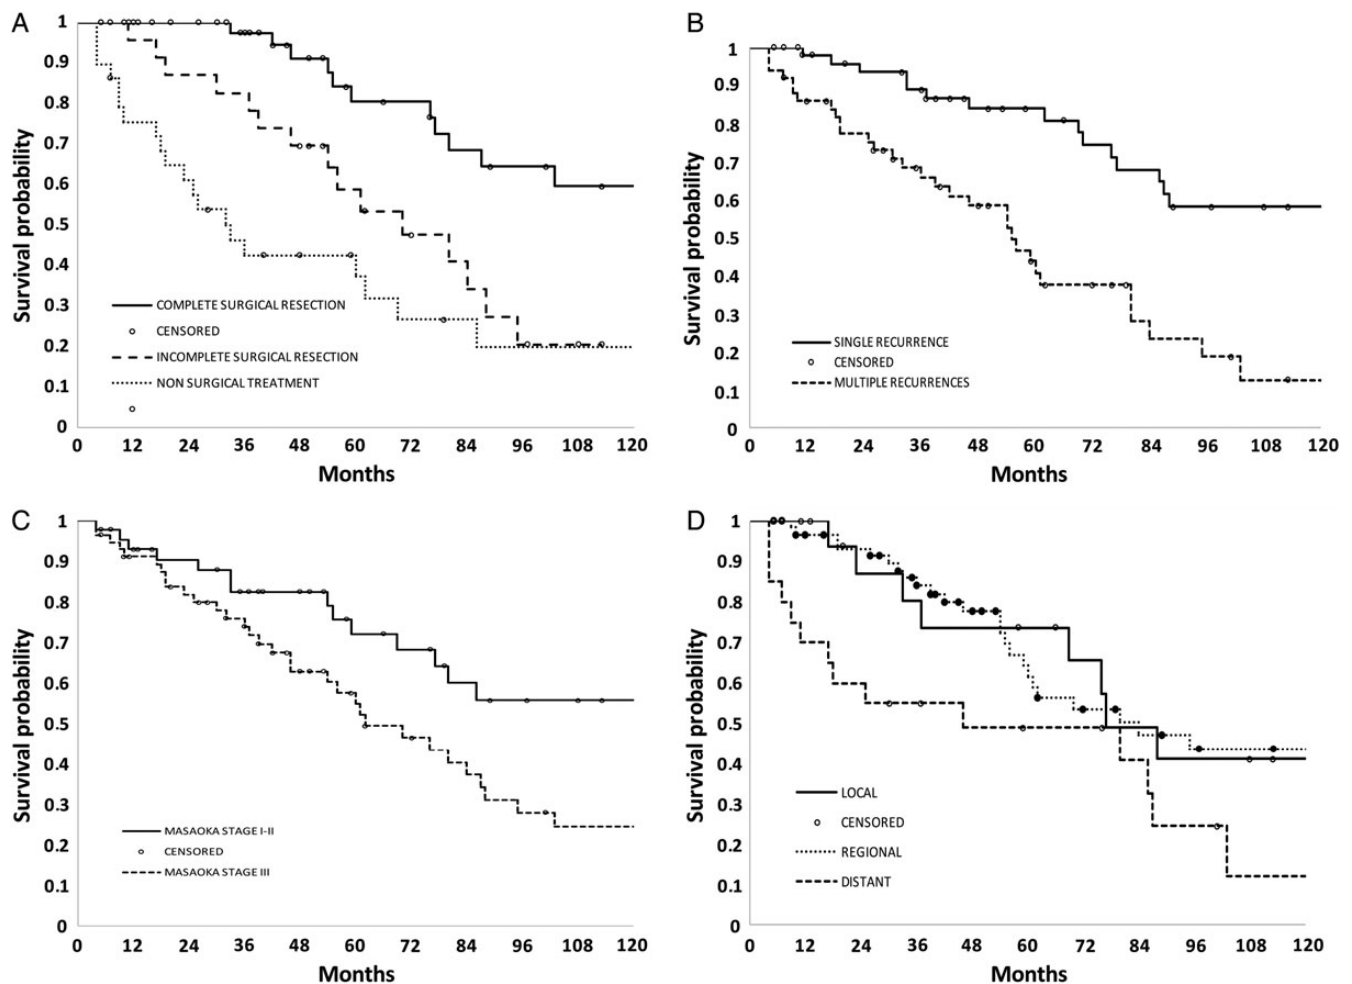 A
Survival probability
1
0.9
0.8
0.7
0.6
0.5
0.4
0.3
0.2
0.1
0
COMPLETE SURGICAL RESECTION
CENSORED
INCOMPLETE SURGICAL RESECTION
NON SURGICAL TREATMENT
0 12 24 36 48 60 72 84 96 108 120
Months
B
Survival probability
1
0.9
0.8
0.7
0.6
0.5
0.4
0.3
0.2
0.1
0
SINGLE RECURRENCE
CENSORED
MULTIPLE RECURRENCES
0 12 24 36 48 60 72 84 96 108 120
Months
C
Survival probability
1
0.9
0.8
0.7
0.6
0.5
0.4
0.3
0.2
0.1
0
MASAOKA STAGE I-II
CENSORED
MASAOKA STAGE III
0 12 24 36 48 60 72 84 96 108 120
Months
D
Survival probability
1
0.9
0.8
0.7
0.6
0.5
0.4
0.3
0.2
0.1
0
LOCAL
CENSORED
REGIONAL
DISTANT
0 12 24 36 48 60 72 84 96 108 120
Months